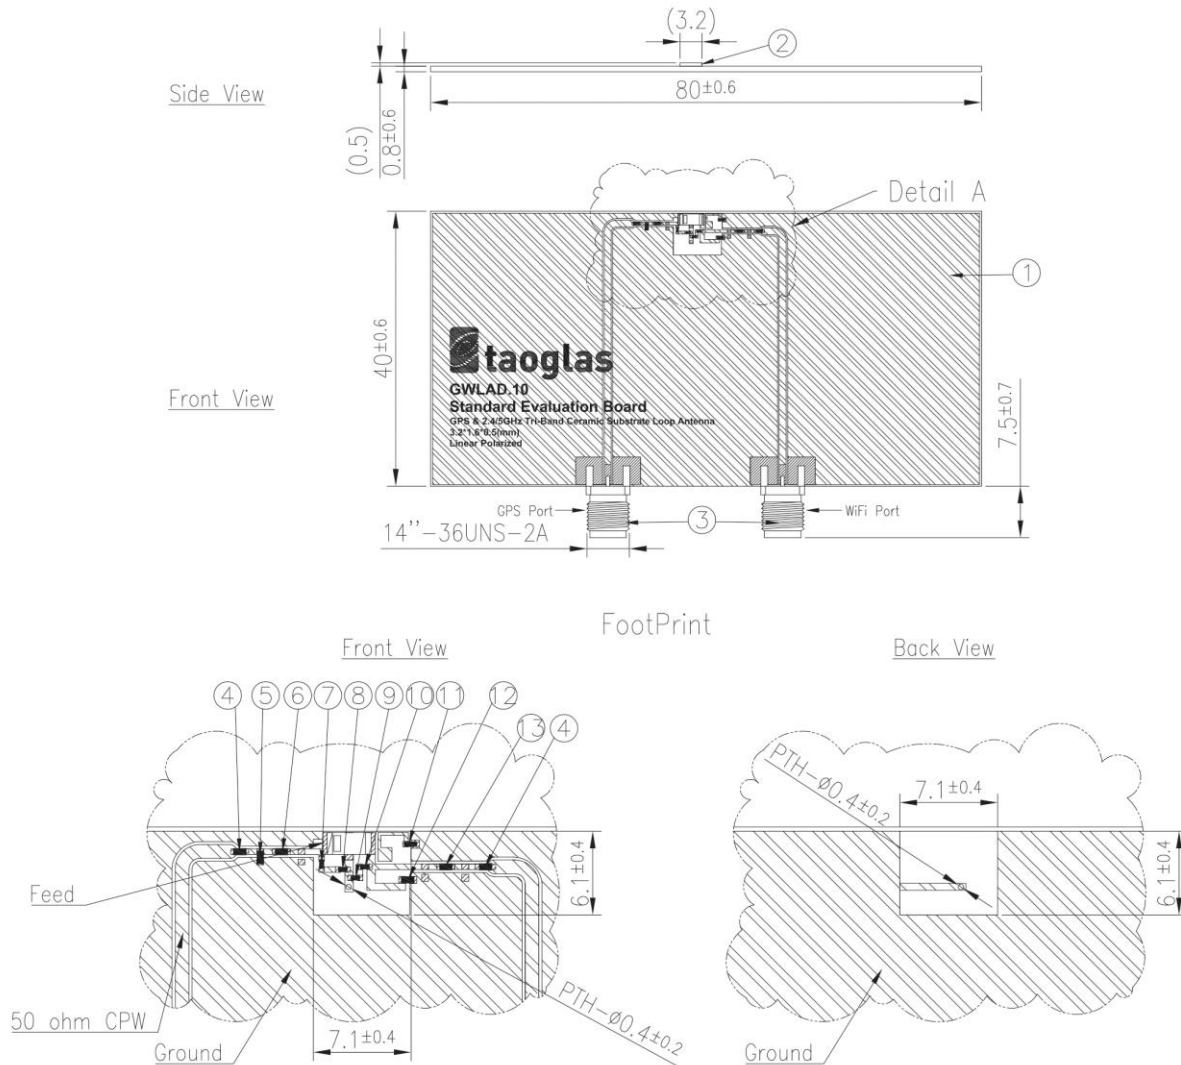 (3.2)
②
Side View
80±0.6
(0.5)
0.8±0.6
Detail A
①
40±0.6
taoglas
GWLAD.10
Standard Evaluation Board
GPS & 2.4/5GHz Tri-Band Ceramic Substrate Loop Antenna
3.2*1.6*0.5(mm)
Linear Polarized
Front View
7.5±0.7
GPS Port
③
WiFi Port
14''-36UNS-2A
FootPrint
Front View
Back View
④ ⑤ ⑥ ⑦ ⑧ ⑨ ⑩ ⑪ ⑫
⑬ ④
PTH-ø0.4±0.2
7.1±0.4
6.1±0.4
6.1±0.4
Feed
50 ohm CPW
Ground
7.1±0.4
PTH-ø0.4±0.2
Ground